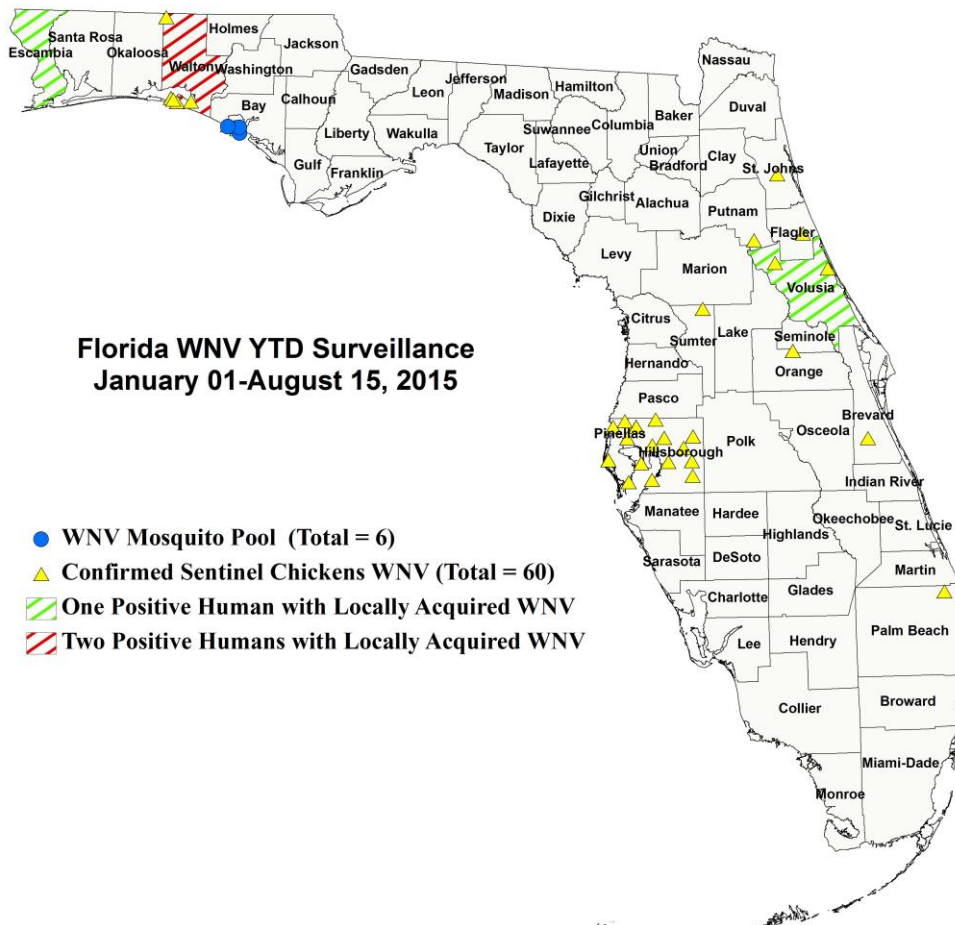 Holmes
Jackson
Santa Rosa
Escambia
Okaloosa
Walton
Washington
Gadsden
Nassau
Jefferson
Hamilton
Leon
Madison
Bay
Calhoun
Baker
Duval
Liberty
Wakulla
Suwannee
Columbia
Taylor
Union
Clay
Lafayette
Bradford
St. Johns
Gulf
Franklin
Gilchrist
Alachua
Putnam
Dixie
Flagler
Levy
Marion
Volusia
Citrus
Lake
Sumter
Seminole
Florida WNV YTD Surveillance
January 01-August 15, 2015
Hernando
Orange
Pasco
Brevard
Pinellas
Polk
Osceola
Hillsborough
Indian River
Manatee
Hardee
Okeechobee
Highlands
St. Lucie
WNV Mosquito Pool (Total = 6)
Sarasota
DeSoto
Confirmed Sentinel Chickens WNV (Total = 60)
Martin
Charlotte
Glades
One Positive Human with Locally Acquired WNV
Palm Beach
Two Positive Humans with Locally Acquired WNV
Lee
Hendry
Collier
Broward
Miami-Dade
Monroe